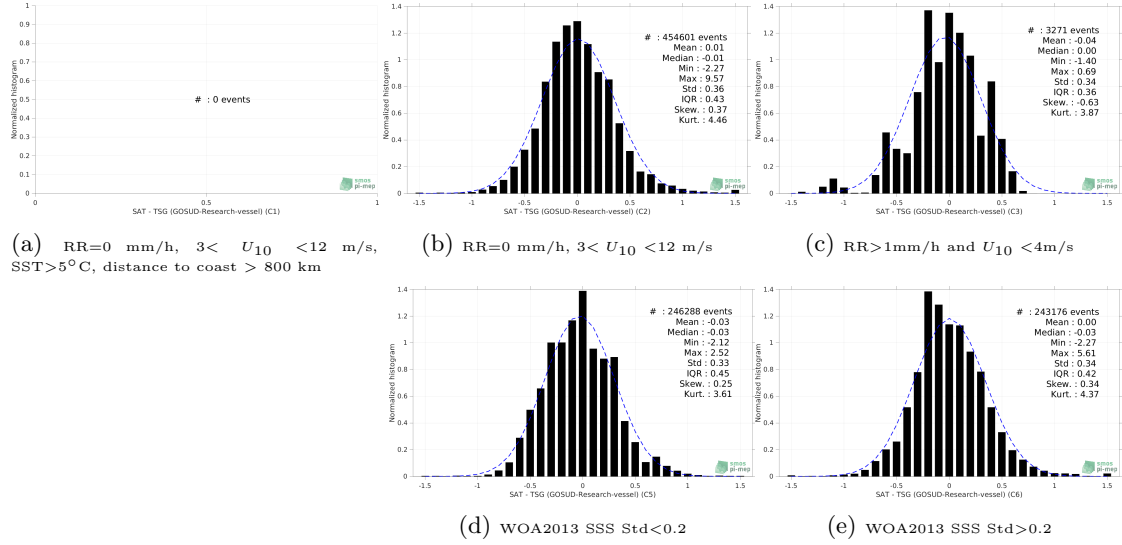 1
0.9
0.8
0.7
0.6
0.5
0.4
0.3
0.2
0.1
0
Normalized histogram
# : 0 events
smos
pi-mep
0 0.5 1
SAT - TSG (GOSUD-Research-vessel) (C1)
(a) RR=0 mm/h, 3< U10 <12 m/s,
SST>5°C, distance to coast > 800 km
1.4
1.2
1
0.8
0.6
0.4
0.2
0
Normalized histogram
# : 454601 events
Mean : 0.01
Median : -0.01
Min : -2.27
Max : 9.57
Std : 0.36
IQR : 0.43
Skew. : 0.37
Kurt. : 4.46
smos
pi-mep
-1.5 -1 -0.5 0 0.5 1 1.5
SAT - TSG (GOSUD-Research-vessel) (C2)
(b) RR=0 mm/h, 3< U10 <12 m/s
1.4
1.2
1
0.8
0.6
0.4
0.2
0
Normalized histogram
# : 3271 events
Mean : -0.04
Median : 0.00
Min : -1.40
Max : 0.69
Std : 0.34
IQR : 0.36
Skew. : -0.63
Kurt. : 3.87
smos
pi-mep
-1.5 -1 -0.5 0 0.5 1 1.5
SAT - TSG (GOSUD-Research-vessel) (C3)
(c) RR>1mm/h and U10 <4m/s
1.4
1.2
1
0.8
0.6
0.4
0.2
0
Normalized histogram
# : 246288 events
Mean : -0.03
Median : -0.03
Min : -2.12
Max : 2.52
Std : 0.33
IQR : 0.45
Skew. : 0.25
Kurt. : 3.61
smos
pi-mep
-1.5 -1 -0.5 0 0.5 1 1.5
SAT - TSG (GOSUD-Research-vessel) (C5)
(d) WOA2013 SSS Std<0.2
1.4
1.2
1
0.8
0.6
0.4
0.2
0
Normalized histogram
# : 243176 events
Mean : 0.00
Median : -0.03
Min : -2.27
Max : 5.61
Std : 0.34
IQR : 0.42
Skew. : 0.34
Kurt. : 4.37
smos
pi-mep
-1.5 -1 -0.5 0 0.5 1 1.5
SAT - TSG (GOSUD-Research-vessel) (C6)
(e) WOA2013 SSS Std>0.2